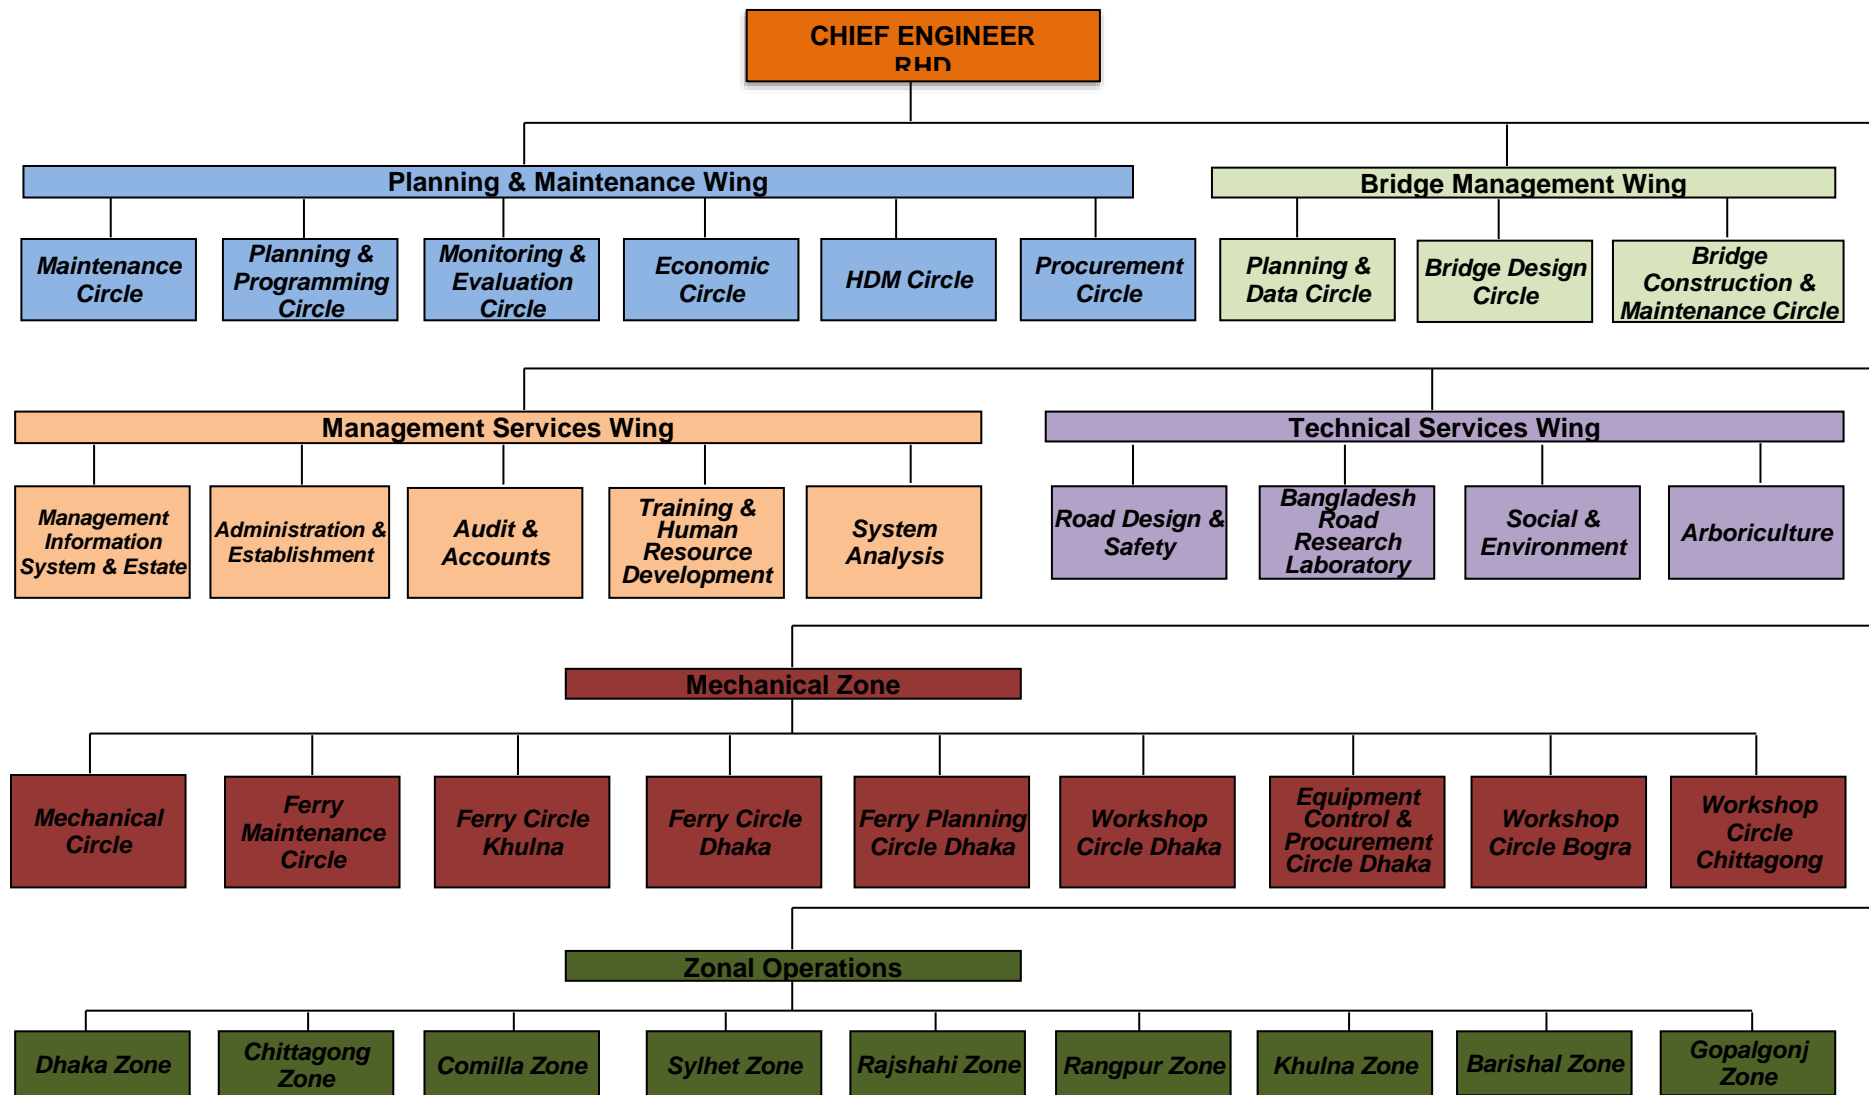 CHIEF ENGINEER
RHD
Planning & Maintenance Wing
Bridge Management Wing
Maintenance
Circle
Planning &
Programming
Circle
Monitoring &
Evaluation
Circle
Economic
Circle
HDM Circle
Procurement
Circle
Planning &
Data Circle
Bridge Design
Circle
Bridge
Construction &
Maintenance Circle
Management Services Wing
Technical Services Wing
Management
Information
System & Estate
Administration &
Establishment
Audit &
Accounts
Training &
Human
Resource
Development
System
Analysis
Road Design &
Safety
Bangladesh
Road
Research
Laboratory
Social &
Environment
Arboriculture
Mechanical Zone
Mechanical
Circle
Ferry
Maintenance
Circle
Ferry Circle
Khulna
Ferry Circle
Dhaka
Ferry Planning
Circle Dhaka
Workshop
Circle Dhaka
Equipment
Control &
Procurement
Circle Dhaka
Workshop
Circle Bogra
Workshop
Circle
Chittagong
Zonal Operations
Dhaka Zone
Chittagong
Zone
Comilla Zone
Sylhet Zone
Rajshahi Zone
Rangpur Zone
Khulna Zone
Barishal Zone
Gopalgonj
Zone